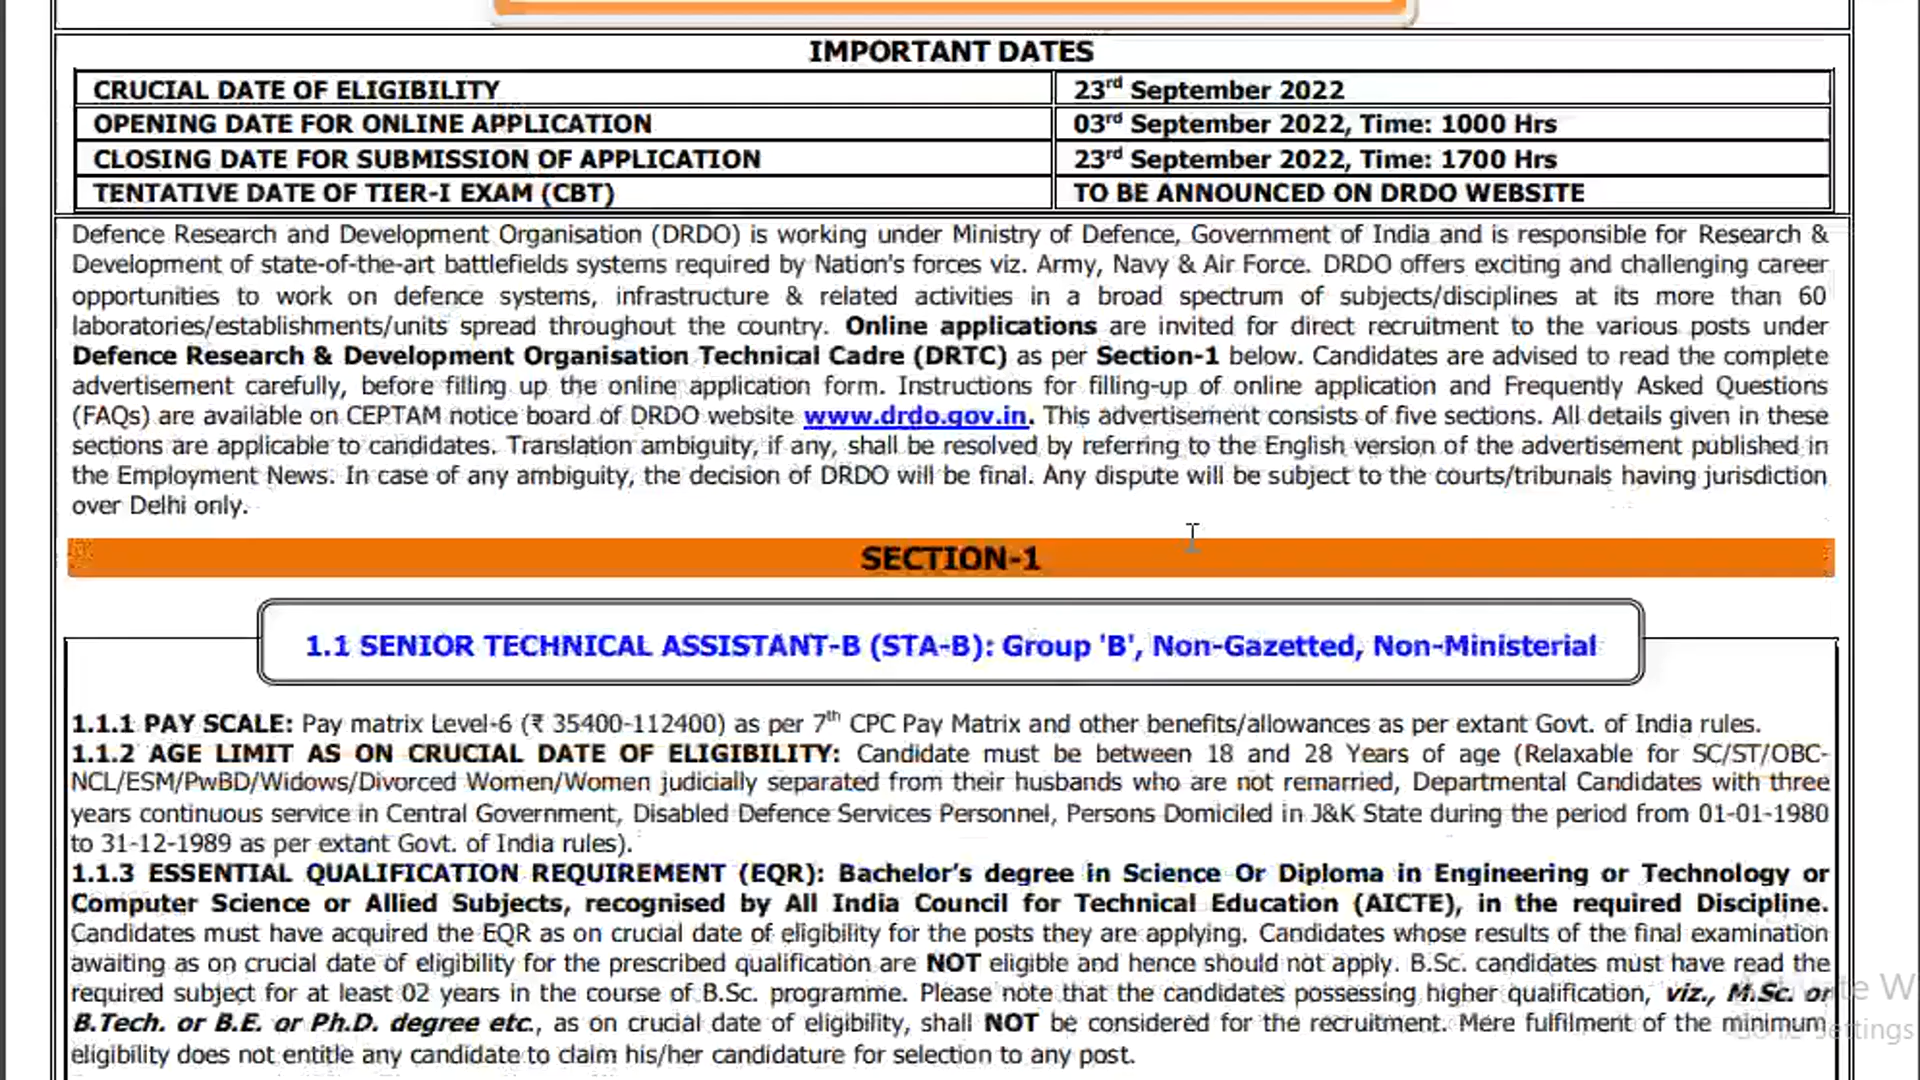 IMPORTANT DATES
CRUCIAL DATE OF ELIGIBILITY 23rd September 2022
OPENING DATE FOR ONLINE APPLICATION 03rd September 2022, Time: 1000 Hrs
CLOSING DATE FOR SUBMISSION OF APPLICATION 23rd September 2022, Time: 1700 Hrs
TENTATIVE DATE OF TIER-I EXAM (CBT) TO BE ANNOUNCED ON DRDO WEBSITE
Defence Research and Development Organisation (DRDO) is working under Ministry of Defence, Government of India and is responsible for Research &
Development of state-of-the-art battlefields systems required by Nation's forces viz. Army, Navy & Air Force. DRDO offers exciting and challenging career
opportunities to work on defence systems, infrastructure & related activities in a broad spectrum of subjects/disciplines at its more than 60
laboratories/establishments/units spread throughout the country. Online applications are invited for direct recruitment to the various posts under
Defence Research & Development Organisation Technical Cadre (DRTC) as per Section-1 below. Candidates are advised to read the complete
advertisement carefully, before filling up the online application form. Instructions for filling-up of online application and Frequently Asked Questions
(FAQs) are available on CEPTAM notice board of DRDO website www.drdo.gov.in. This advertisement consists of five sections. All details given in these
sections are applicable to candidates. Translation ambiguity, if any, shall be resolved by referring to the English version of the advertisement published in
the Employment News. In case of any ambiguity, the decision of DRDO will be final. Any dispute will be subject to the courts/tribunals having jurisdiction
over Delhi only.
SECTION-1
1.1 SENIOR TECHNICAL ASSISTANT-B (STA-B): Group 'B', Non-Gazetted, Non-Ministerial
1.1.1 PAY SCALE: Pay matrix Level-6 (₹ 35400-112400) as per 7th CPC Pay Matrix and other benefits/allowances as per extant Govt. of India rules.
1.1.2 AGE LIMIT AS ON CRUCIAL DATE OF ELIGIBILITY: Candidate must be between 18 and 28 Years of age (Relaxable for SC/ST/OBC-
NCL/ESM/PwBD/Widows/Divorced Women/Women judicially separated from their husbands who are not remarried, Departmental Candidates with three
years continuous service in Central Government, Disabled Defence Services Personnel, Persons Domiciled in J&K State during the period from 01-01-1980
to 31-12-1989 as per extant Govt. of India rules).
1.1.3 ESSENTIAL QUALIFICATION REQUIREMENT (EQR): Bachelor's degree in Science Or Diploma in Engineering or Technology or
Computer Science or Allied Subjects, recognised by All India Council for Technical Education (AICTE), in the required Discipline.
Candidates must have acquired the EQR as on crucial date of eligibility for the posts they are applying. Candidates whose results of the final examination
awaiting as on crucial date of eligibility for the prescribed qualification are NOT eligible and hence should not apply. B.Sc. candidates must have read the
required subject for at least 02 years in the course of B.Sc. programme. Please note that the candidates possessing higher qualification, viz., M.Sc. or
B.Tech. or B.E. or Ph.D. degree etc., as on crucial date of eligibility, shall NOT be considered for the recruitment. Mere fulfilment of the minimum
eligibility does not entitle any candidate to claim his/her candidature for selection to any post.